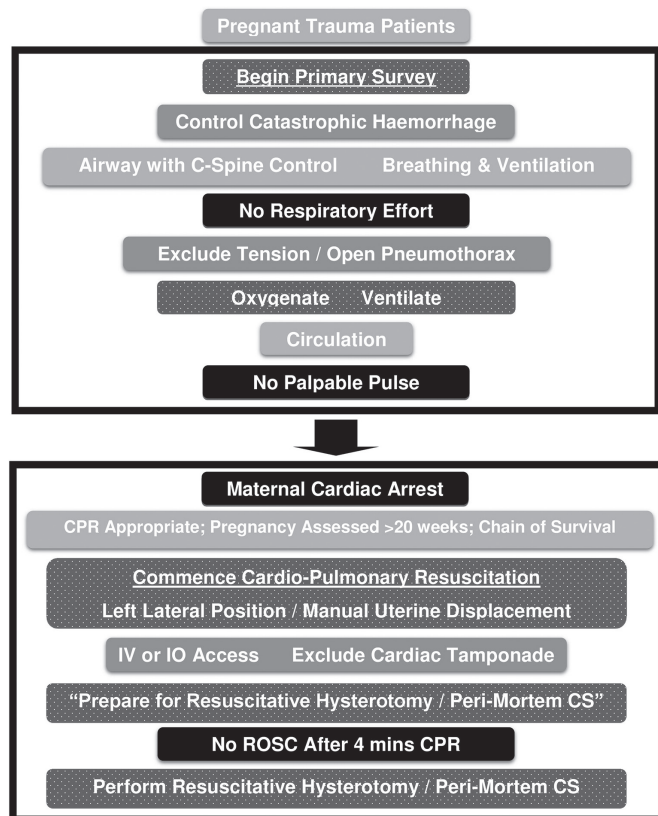 Pregnant Trauma Patients
Begin Primary Survey
Control Catastrophic Haemorrhage
Airway with C-Spine Control Breathing & Ventilation
No Respiratory Effort
Exclude Tension / Open Pneumothorax
Oxygenate Ventilate
Circulation
No Palpable Pulse
Maternal Cardiac Arrest
CPR Appropriate; Pregnancy Assessed >20 weeks; Chain of Survival
Commence Cardio-Pulmonary Resuscitation
Left Lateral Position / Manual Uterine Displacement
IV or IO Access Exclude Cardiac Tamponade
“Prepare for Resuscitative Hysterotomy / Peri-Mortem CS”
No ROSC After 4 mins CPR
Perform Resuscitative Hysterotomy / Peri-Mortem CS